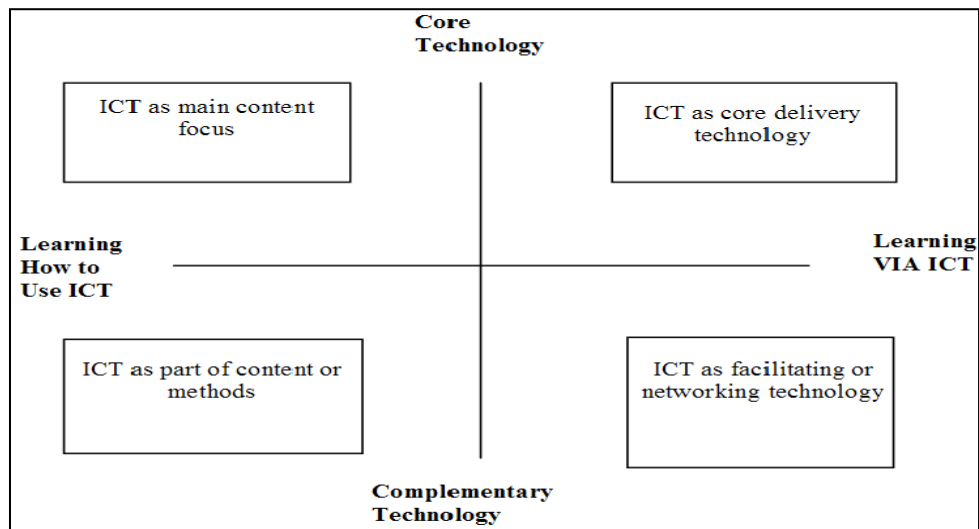 Core
Technology
ICT as main content
focus
ICT as core delivery
technology
Learning
How to
Use ICT
Learning
VIA ICT
ICT as part of content or
methods
ICT as facilitating or
networking technology
Complementary
Technology